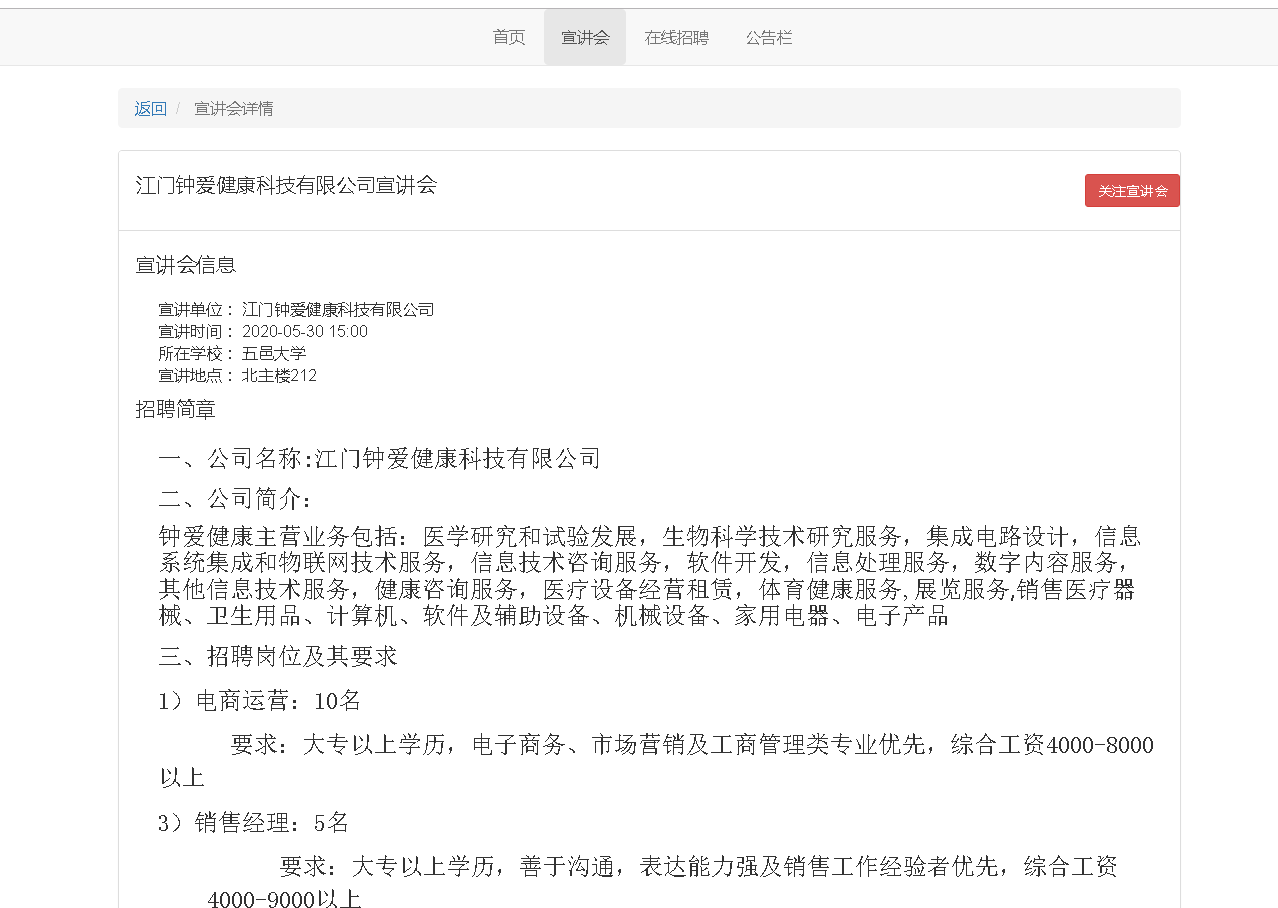 首页 宣讲会 在线招聘 公告栏
返回 / 宣讲会详情
江门钟爱健康科技有限公司宣讲会
关注宣讲会
宣讲会信息
宣讲单位： 江门钟爱健康科技有限公司
宣讲时间： 2020-05-30 15:00
所在学校： 五邑大学
宣讲地点： 北主楼212
招聘简章
一、公司名称:江门钟爱健康科技有限公司
二、公司简介：
钟爱健康主营业务包括：医学研究和试验发展，生物科学技术研究服务，集成电路设计，信息
系统集成和物联网技术服务，信息技术咨询服务，软件开发，信息处理服务，数字内容服务，
其他信息技术服务，健康咨询服务，医疗设备经营租赁，体育健康服务,展览服务,销售医疗器
械、卫生用品、计算机、软件及辅助设备、机械设备、家用电器、电子产品
三、招聘岗位及其要求
1）电商运营：10名
要求：大专以上学历，电子商务、市场营销及工商管理类专业优先，综合工资4000-8000
以上
3）销售经理：5名
要求：大专以上学历，善于沟通，表达能力强及销售工作经验者优先，综合工资
4000-9000以上